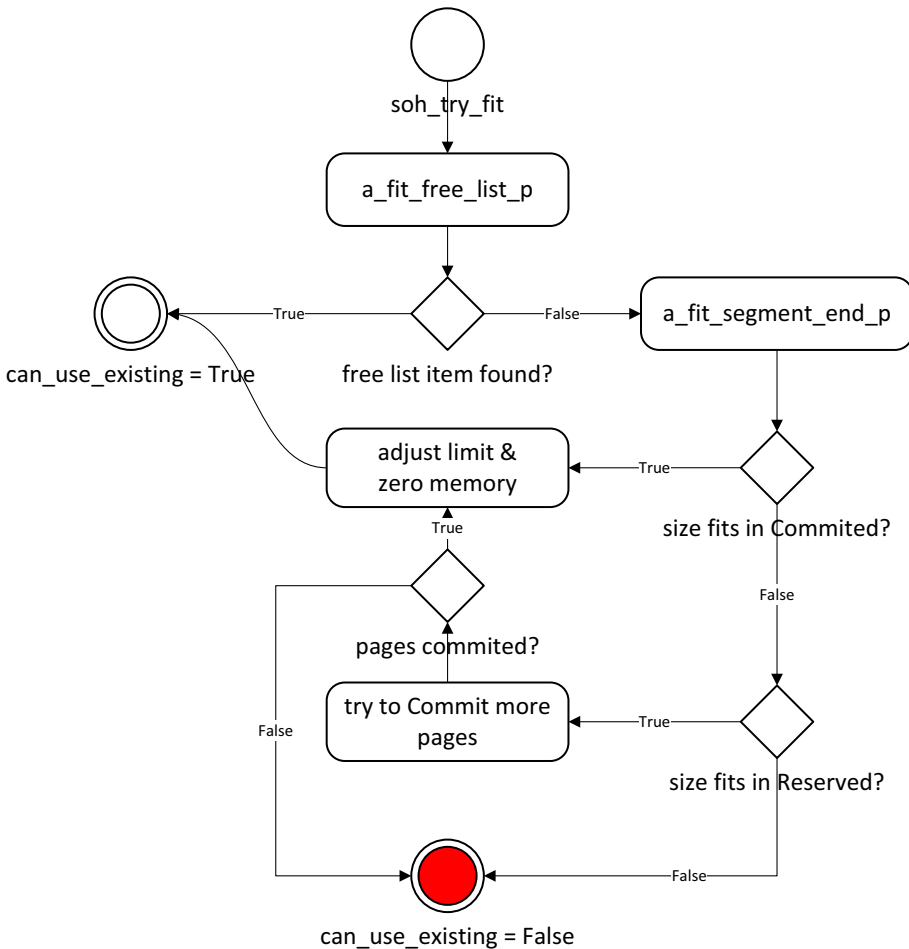 soh_try_fit
a_fit_free_list_p
True
False
a_fit_segment_end_p
can_use_existing = True
free list item found?
adjust limit &
zero memory
True
size fits in Commited?
True
False
pages commited?
try to Commit more
pages
True
False
size fits in Reserved?
False
can_use_existing = False